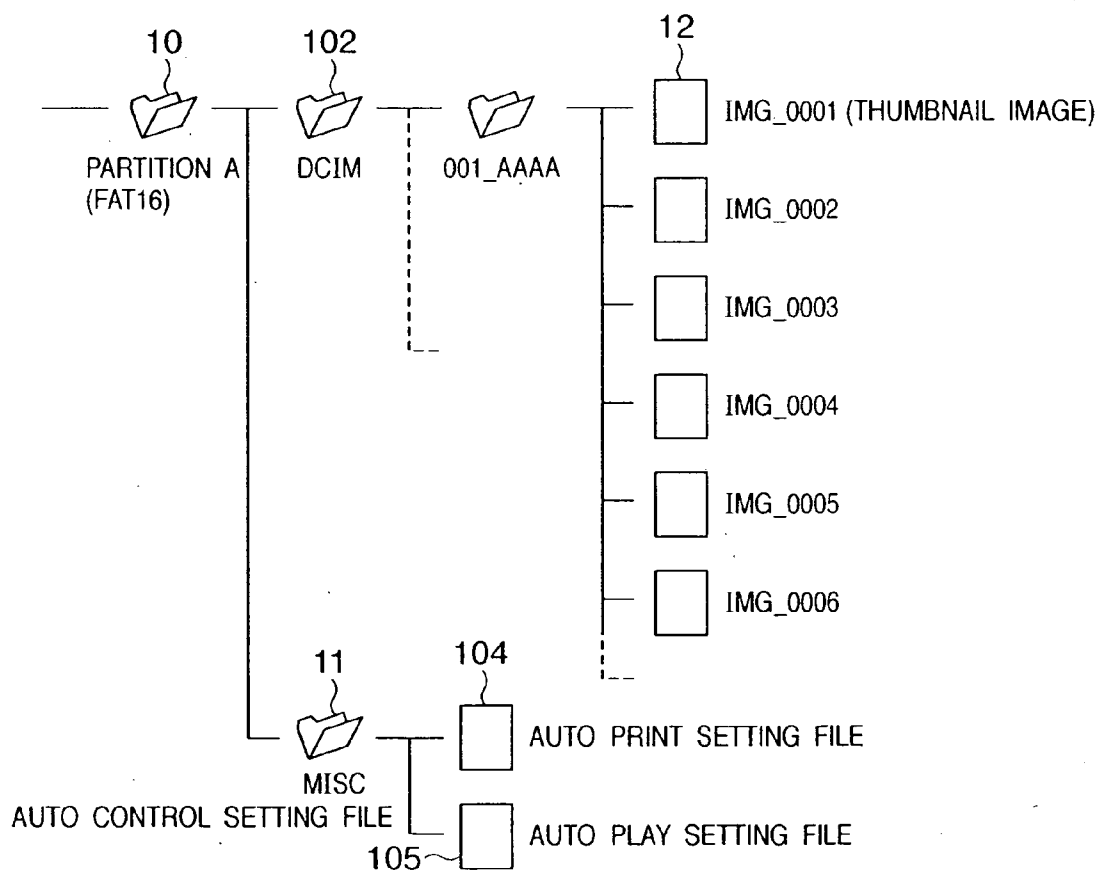 10
102
12
PARTITION A
(FAT16)
DCIM
001_AAAA
IMG_0001 (THUMBNAIL IMAGE)
IMG_0002
IMG_0003
IMG_0004
IMG_0005
IMG_0006
11
104
MISC
AUTO PRINT SETTING FILE
AUTO CONTROL SETTING FILE
105
AUTO PLAY SETTING FILE